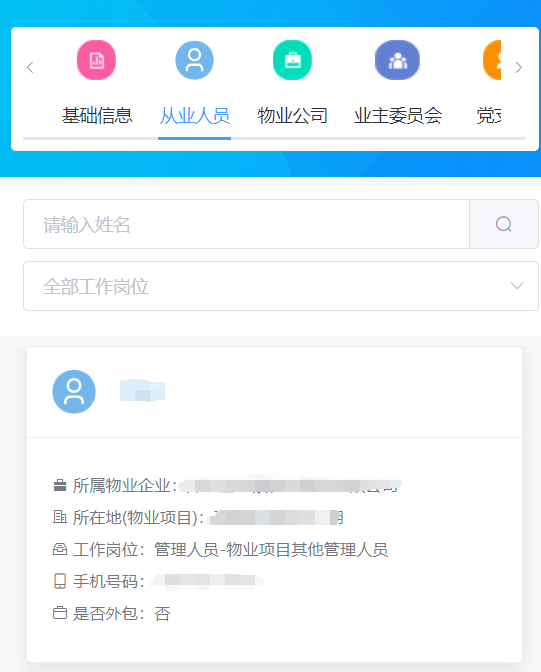 基础信息 从业人员 物业公司 业主委员会 党
请输入姓名
全部工作岗位
所属物业企业：
所在地(物业项目)：
工作岗位：管理人员-物业项目其他管理人员
手机号码：
是否外包：否